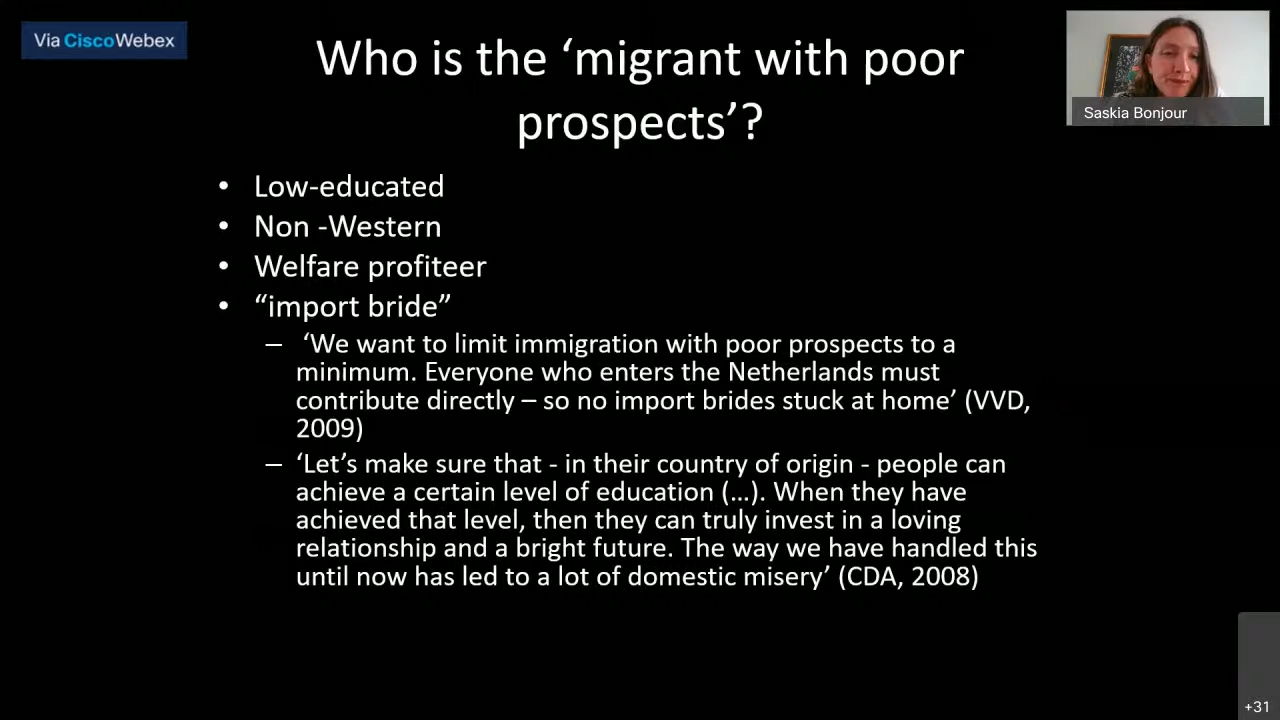 Via CiscoWebex
Who is the ‘migrant with poor
prospects’?
Saskia Bonjour
• Low-educated
• Non -Western
• Welfare profiteer
• “import bride”
– ‘We want to limit immigration with poor prospects to a
minimum. Everyone who enters the Netherlands must
contribute directly – so no import brides stuck at home’ (VVD,
2009)
– ‘Let’s make sure that - in their country of origin - people can
achieve a certain level of education (…). When they have
achieved that level, then they can truly invest in a loving
relationship and a bright future. The way we have handled this
until now has led to a lot of domestic misery’ (CDA, 2008)
+31